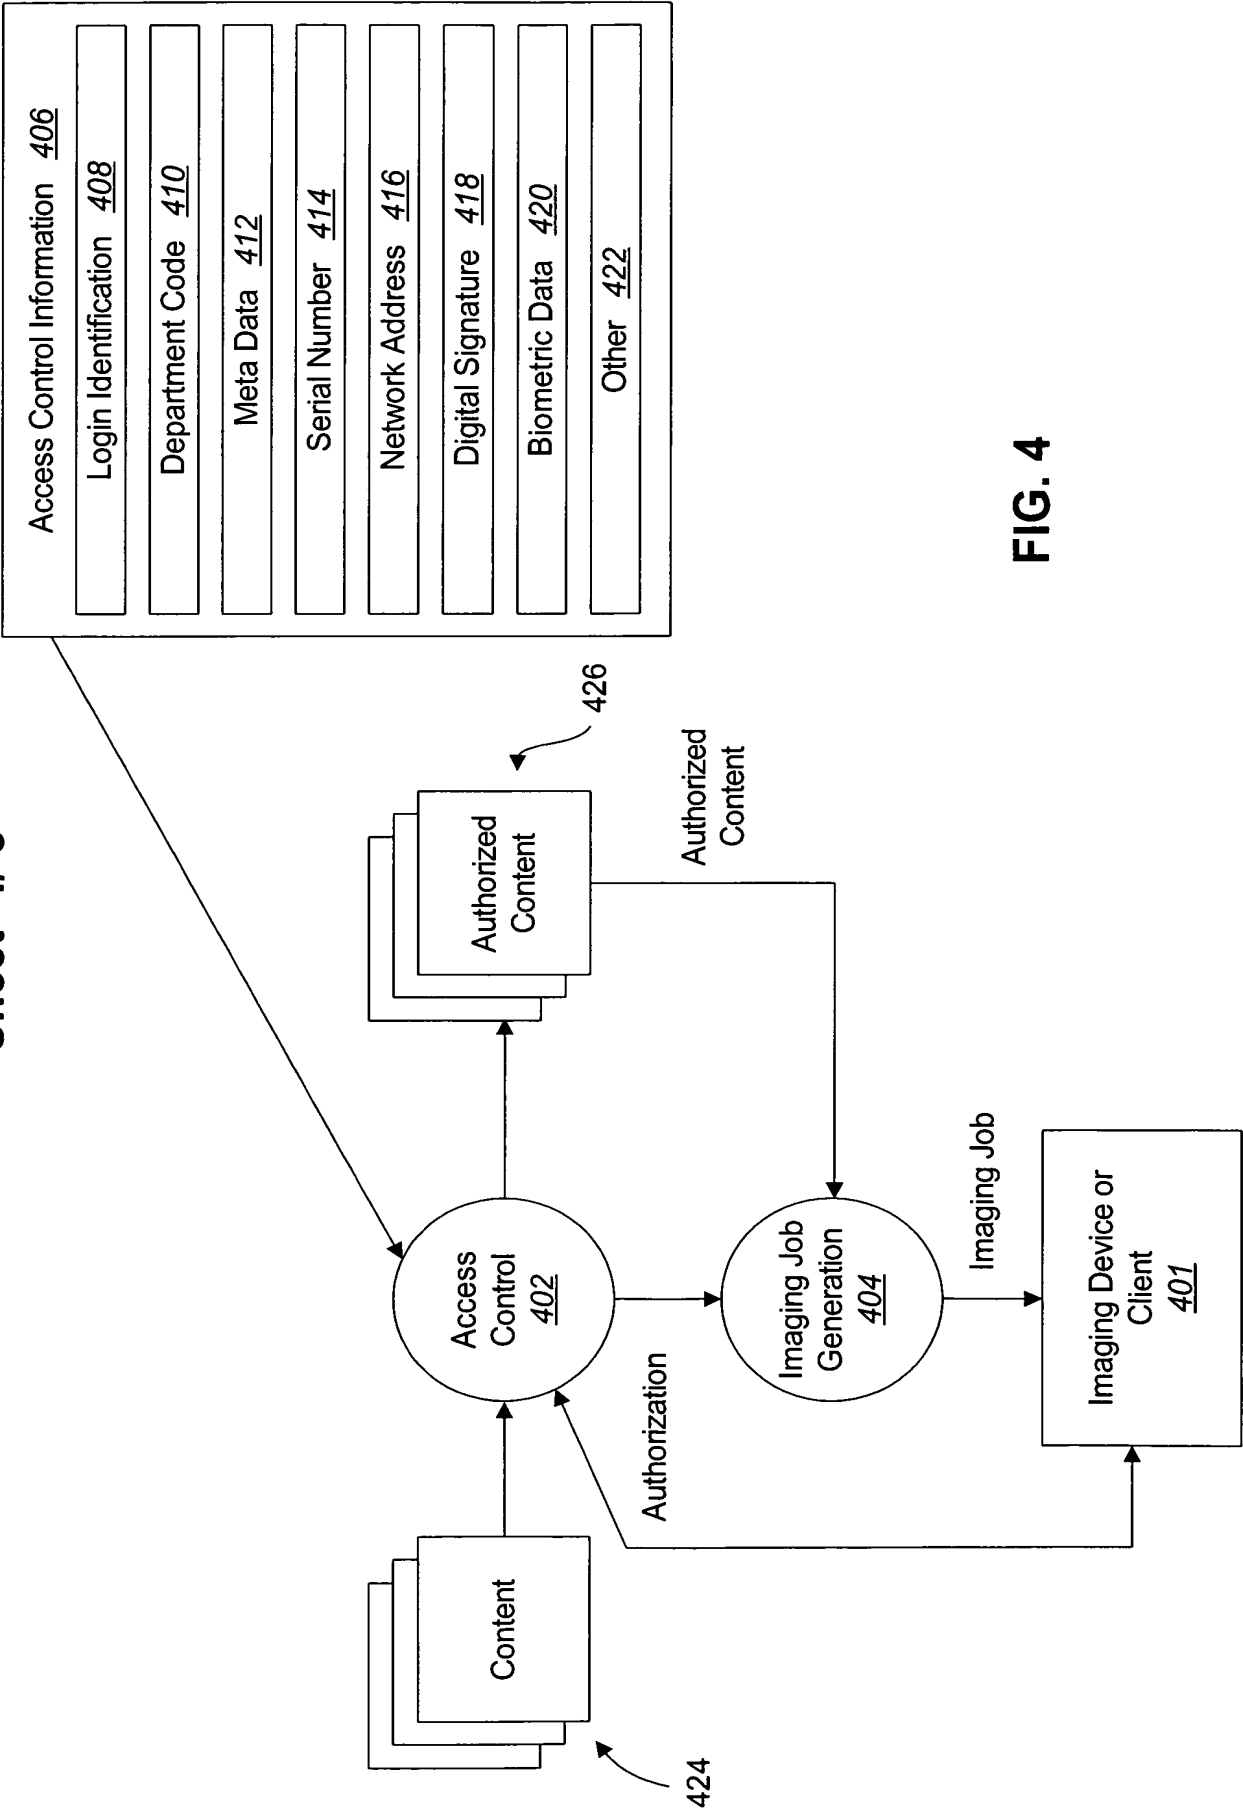 Access Control Information 406
Login Identification 408
Department Code 410
Meta Data 412
Serial Number 414
Network Address 416
Digital Signature 418
Biometric Data 420
Other 422
424
Content
Access
Control
402
Authorized
Content
426
Authorization
Authorized
Content
Imaging Job
Generation
404
Imaging Job
Imaging Device or
Client
401
FIG. 4